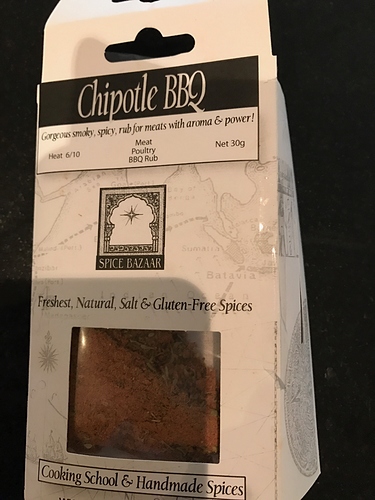 Chipotle BBQ
Gorgeous smoky, spicy, rub for meats with aroma & power!
Heat 6/10
Meat
Poultry
BBQ Rub
Net 30g
SPICE BAZAAR
Batavia
Freshest, Natural, Salt & Gluten-Free Spices
Cooking School & Handmade Spices